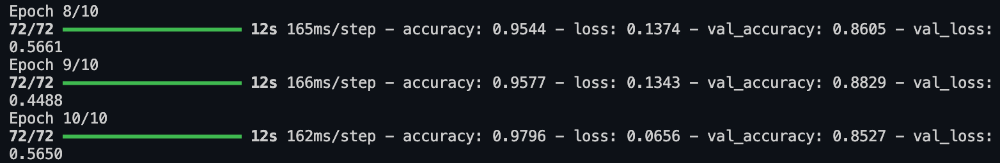 Epoch 8/10
72/72 12s 165ms/step - accuracy: 0.9544 - loss: 0.1374 - val_accuracy: 0.8605 - val_loss:
0.5661
Epoch 9/10
72/72 12s 166ms/step - accuracy: 0.9577 - loss: 0.1343 - val_accuracy: 0.8829 - val_loss:
0.4488
Epoch 10/10
72/72 12s 162ms/step - accuracy: 0.9796 - loss: 0.0656 - val_accuracy: 0.8527 - val_loss:
0.5650